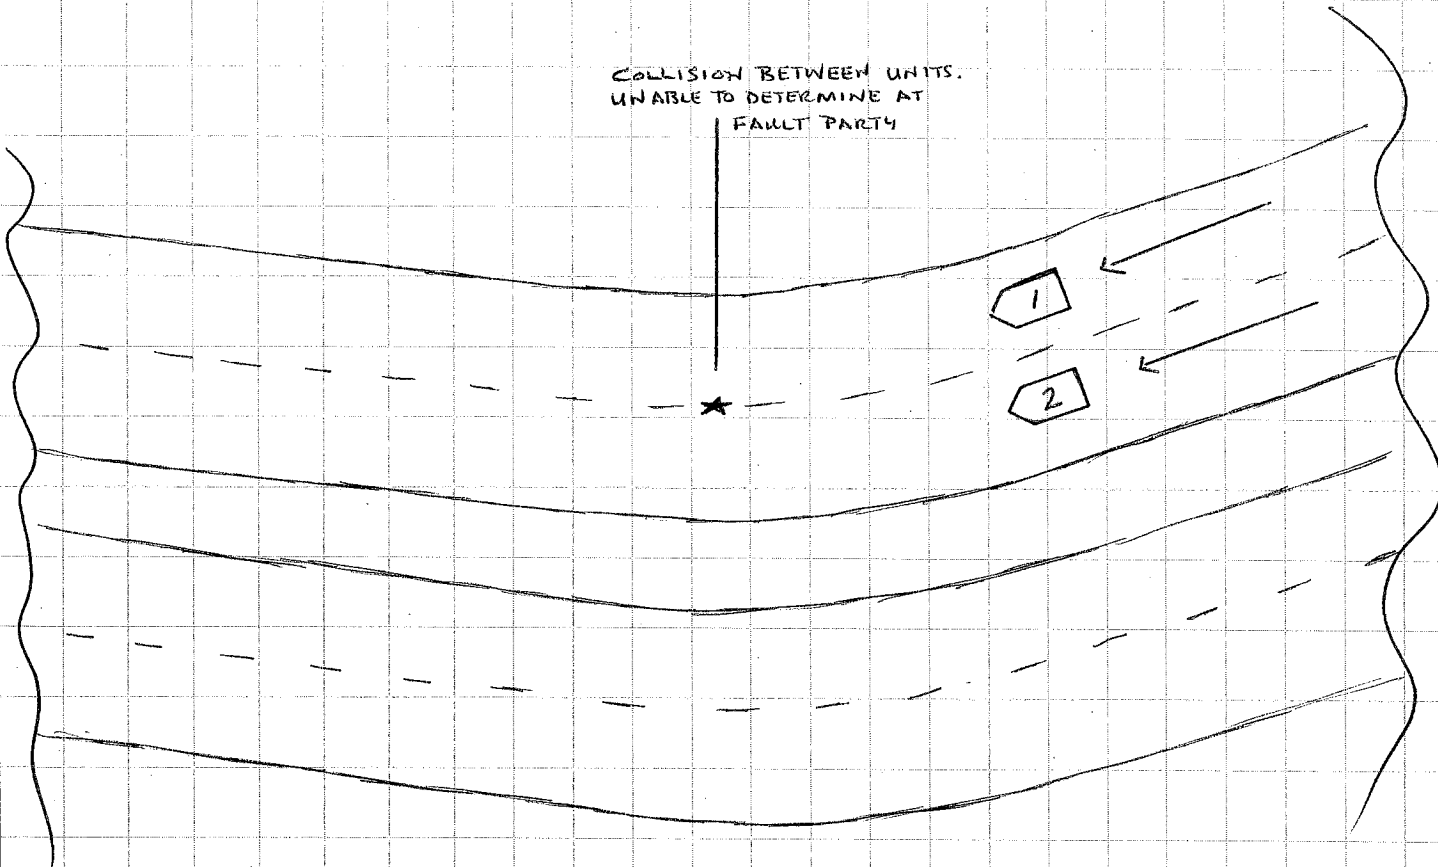 COLLISION BETWEEN UNITS.
UNABLE TO DETERMINE AT
FAULT PARTY
1
2